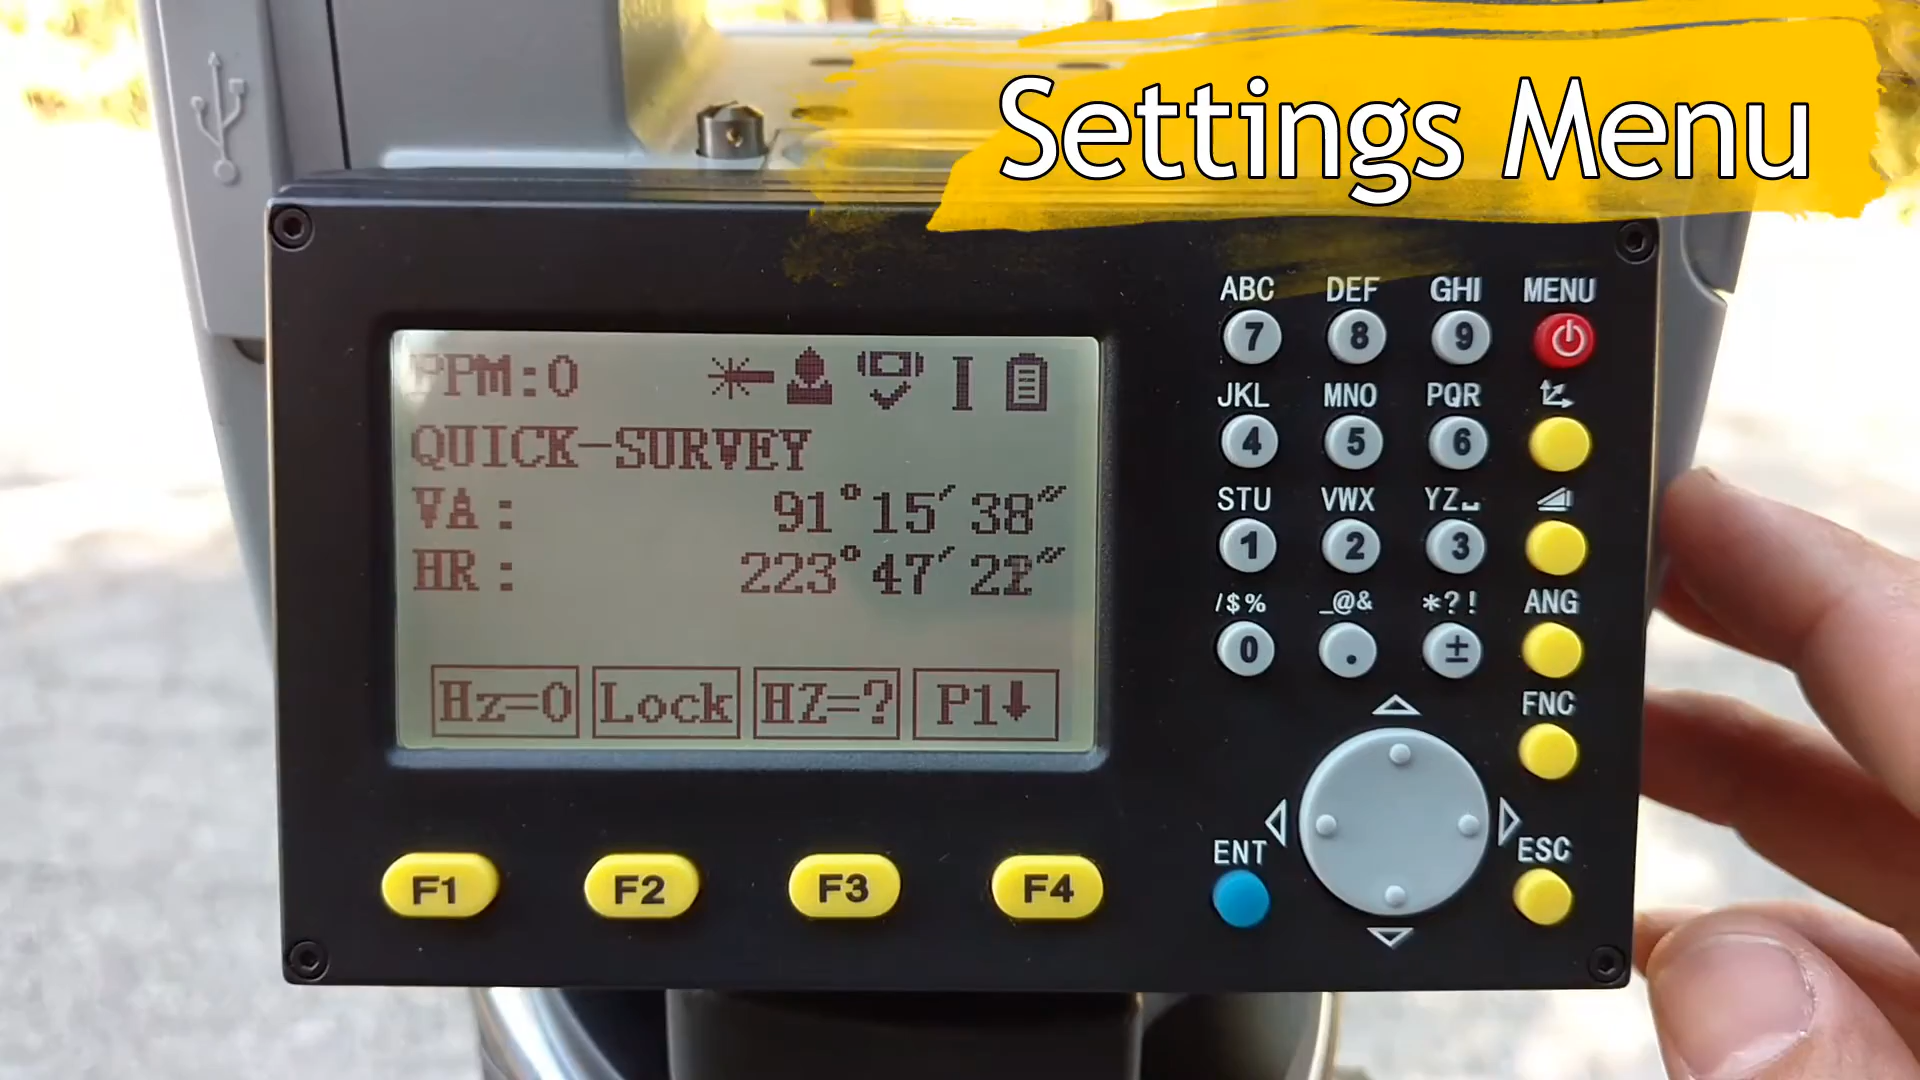 Settings Menu
PPM:0
QUICK-SURVEY
VA: 91°15′38″
HR: 223°47′
Hz=0 Lock HZ=? P1
F1 F2 F3 F4
ABC DEF GHI MENU
7 8 9
JKL MNO PQR
4 5 6
STU VWX YZ
1 2 3
/$% _@& *?! ANG
0 . ±
FNC
ENT ESC